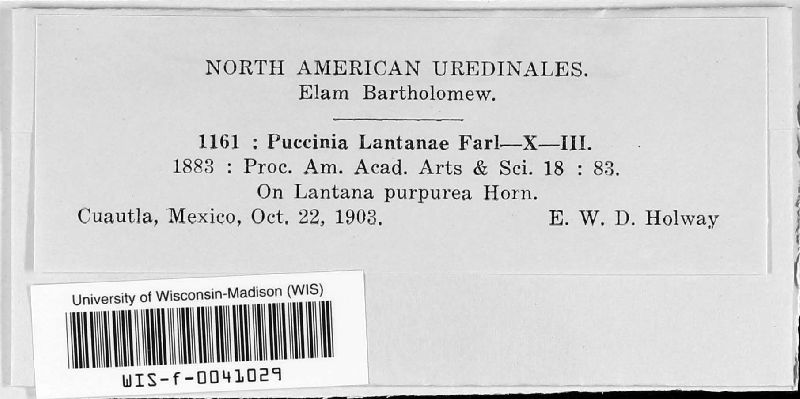 NORTH AMERICAN UREDINALES.
Elam Bartholomew.
1161 : Puccinia Lantanae Farl—X—III.
1883 : Proc. Am. Acad. Arts & Sci. 18 : 83.
On Lantana purpurea Horn.
Cuautla, Mexico, Oct. 22, 1903. E. W. D. Holway
University of Wisconsin-Madison (WIS)
WIS-f-0041029